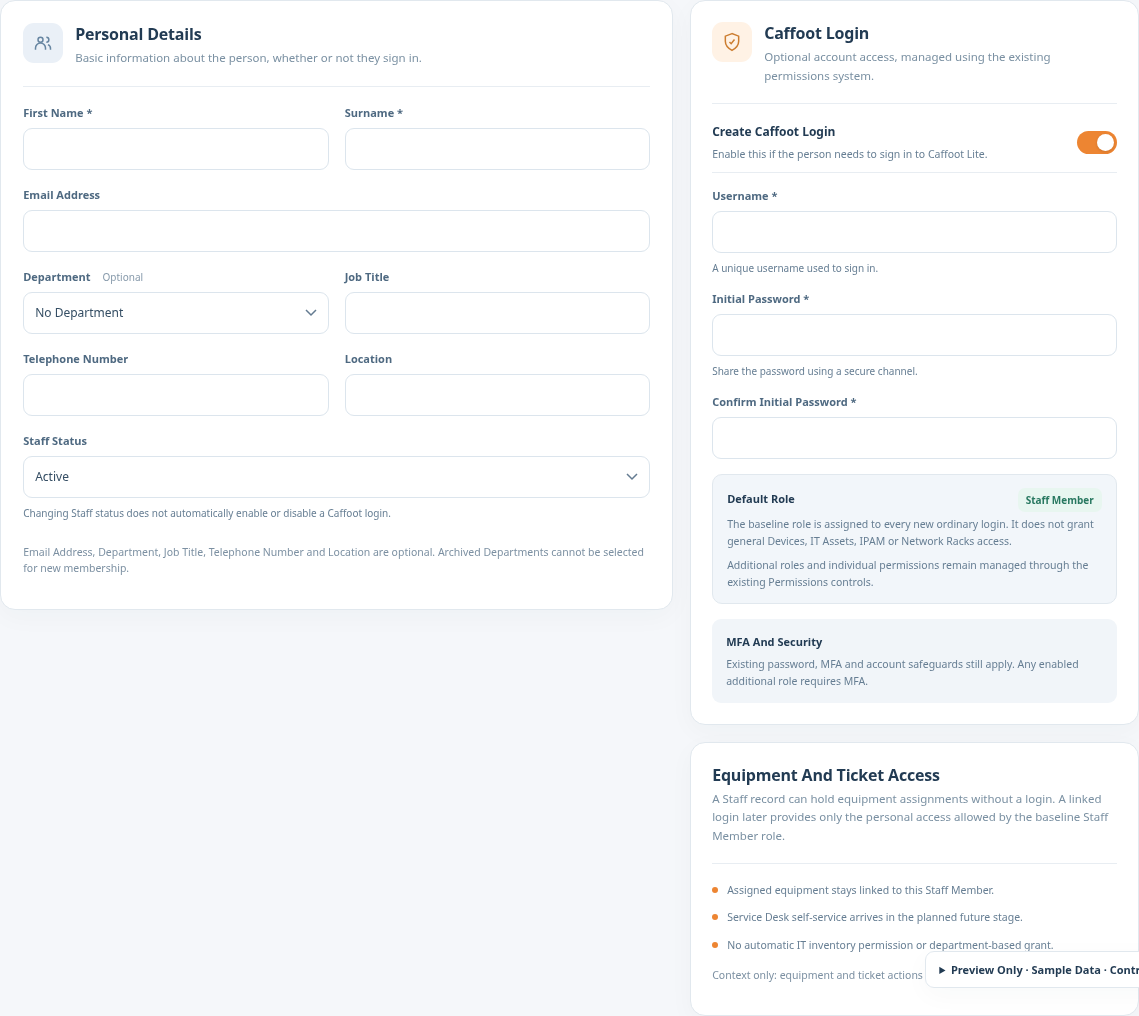 Personal Details
Basic information about the person, whether or not they sign in.
First Name *
Surname *
Email Address
Department Optional
Job Title
No Department
Telephone Number
Location
Staff Status
Active
Changing Staff status does not automatically enable or disable a Caffoot login.
Email Address, Department, Job Title, Telephone Number and Location are optional. Archived Departments cannot be selected
for new membership.
Caffoot Login
Optional account access, managed using the existing
permissions system.
Create Caffoot Login
Enable this if the person needs to sign in to Caffoot Lite.
Username *
A unique username used to sign in.
Initial Password *
Share the password using a secure channel.
Confirm Initial Password *
Default Role
Staff Member
The baseline role is assigned to every new ordinary login. It does not grant
general Devices, IT Assets, IPAM or Network Racks access.
Additional roles and individual permissions remain managed through the
existing Permissions controls.
MFA And Security
Existing password, MFA and account safeguards still apply. Any enabled
additional role requires MFA.
Equipment And Ticket Access
A Staff record can hold equipment assignments without a login. A linked
login later provides only the personal access allowed by the baseline Staff
Member role.
Assigned equipment stays linked to this Staff Member.
Service Desk self-service arrives in the planned future stage.
No automatic IT inventory permission or department-based grant.
Context only: equipment and ticket actions
Preview Only · Sample Data · Contr